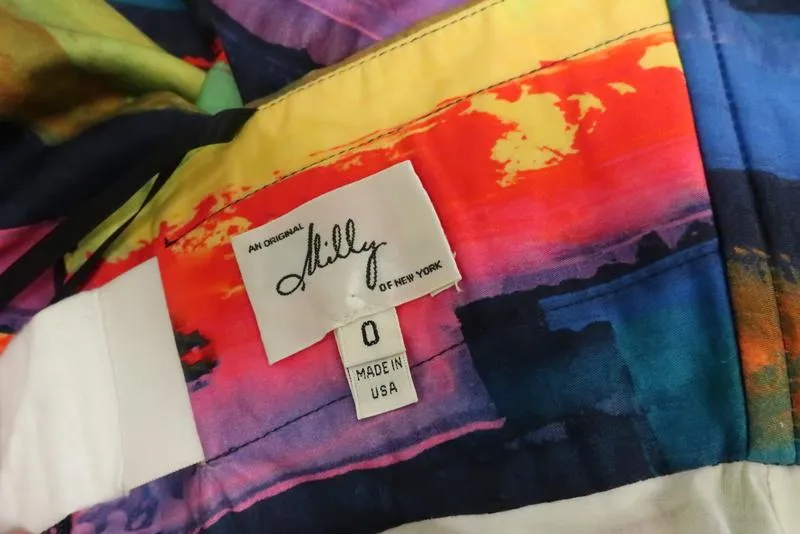 AN ORIGINAL
Milly
OF NEW YORK
0
MADE IN
USA